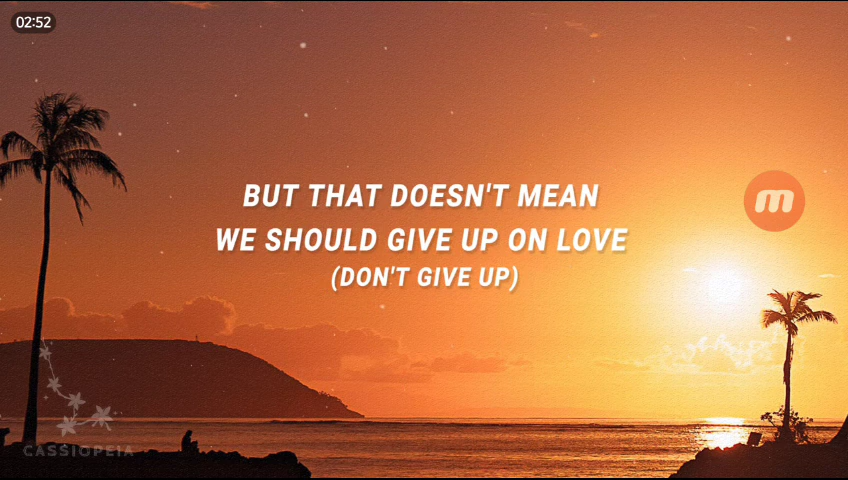 02:52
BUT THAT DOESN'T MEAN
WE SHOULD GIVE UP ON LOVE
(DON'T GIVE UP)
m
CASSIOPEIA